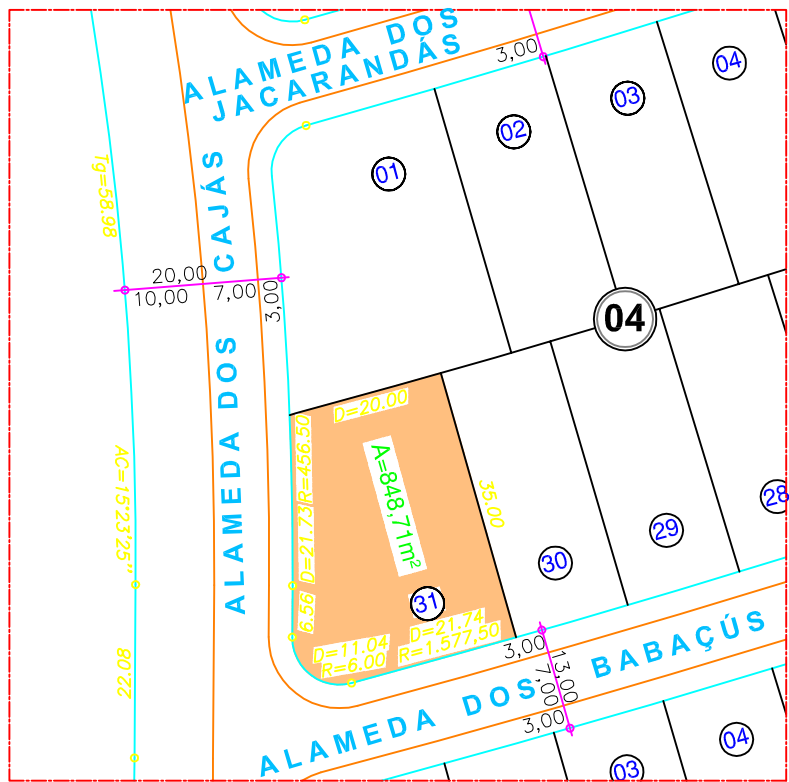 ALAMEDA DOS
JACARANDÁS
3,00
04
03
02
01
Tg=58.98
ALAMEDA DOS CAJÁS
20,00
10,00
7,00
3,00
04
D=20.00
D=21.73
R=456.50
A=848,71m²
35.00
AC=15°23'25"
28
29
30
31
6.56
D=21.74
R=1.577,50
D=11.04
R=6.00
22,08
3,00
13,00
7,00
3,00
ALAMEDA DOS BABAÇÚS
04
03